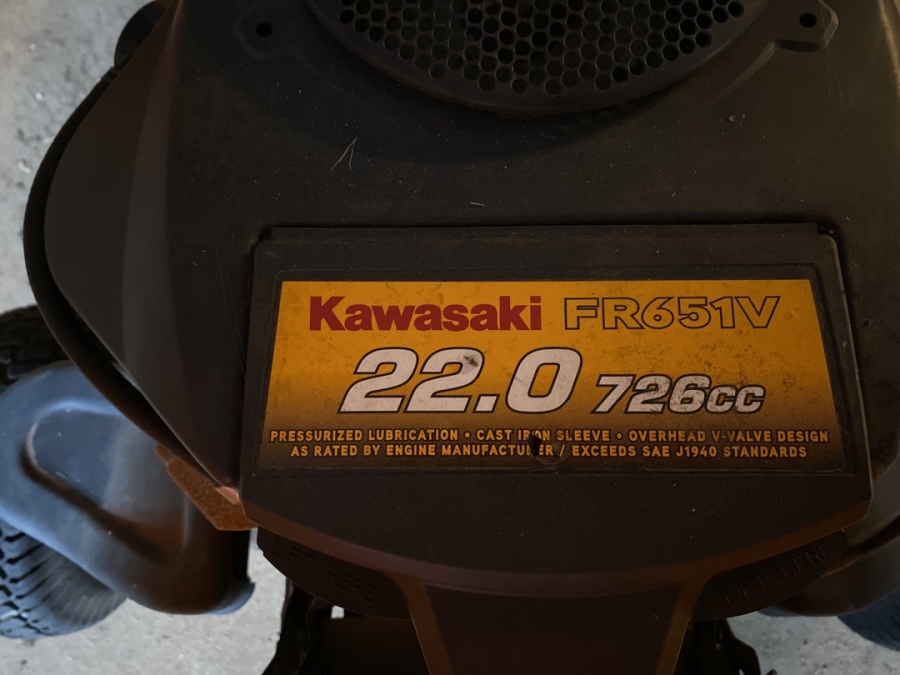 Kawasaki FR651V
22.0 726cc
PRESSURIZED LUBRICATION • CAST IRON SLEEVE • OVERHEAD V-VALVE DESIGN
AS RATED BY ENGINE MANUFACTURER / EXCEEDS SAE J1940 STANDARDS